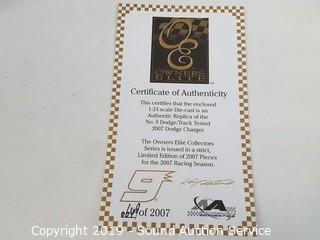 OE
OWNERS
ELITE™
Certificate of Authenticity
This certifies that the enclosed
1:24 scale Die-cast is an
Authentic Replica of the
No. 9 Dodge/Track Tested
2007 Dodge Charger.
The Owners Elite Collectors
Series is issued in a strict,
Limited Edition of 2007 Pieces
for the 2007 Racing Season.
9
of 2007
Copyright 2019 - Sound Auction Service